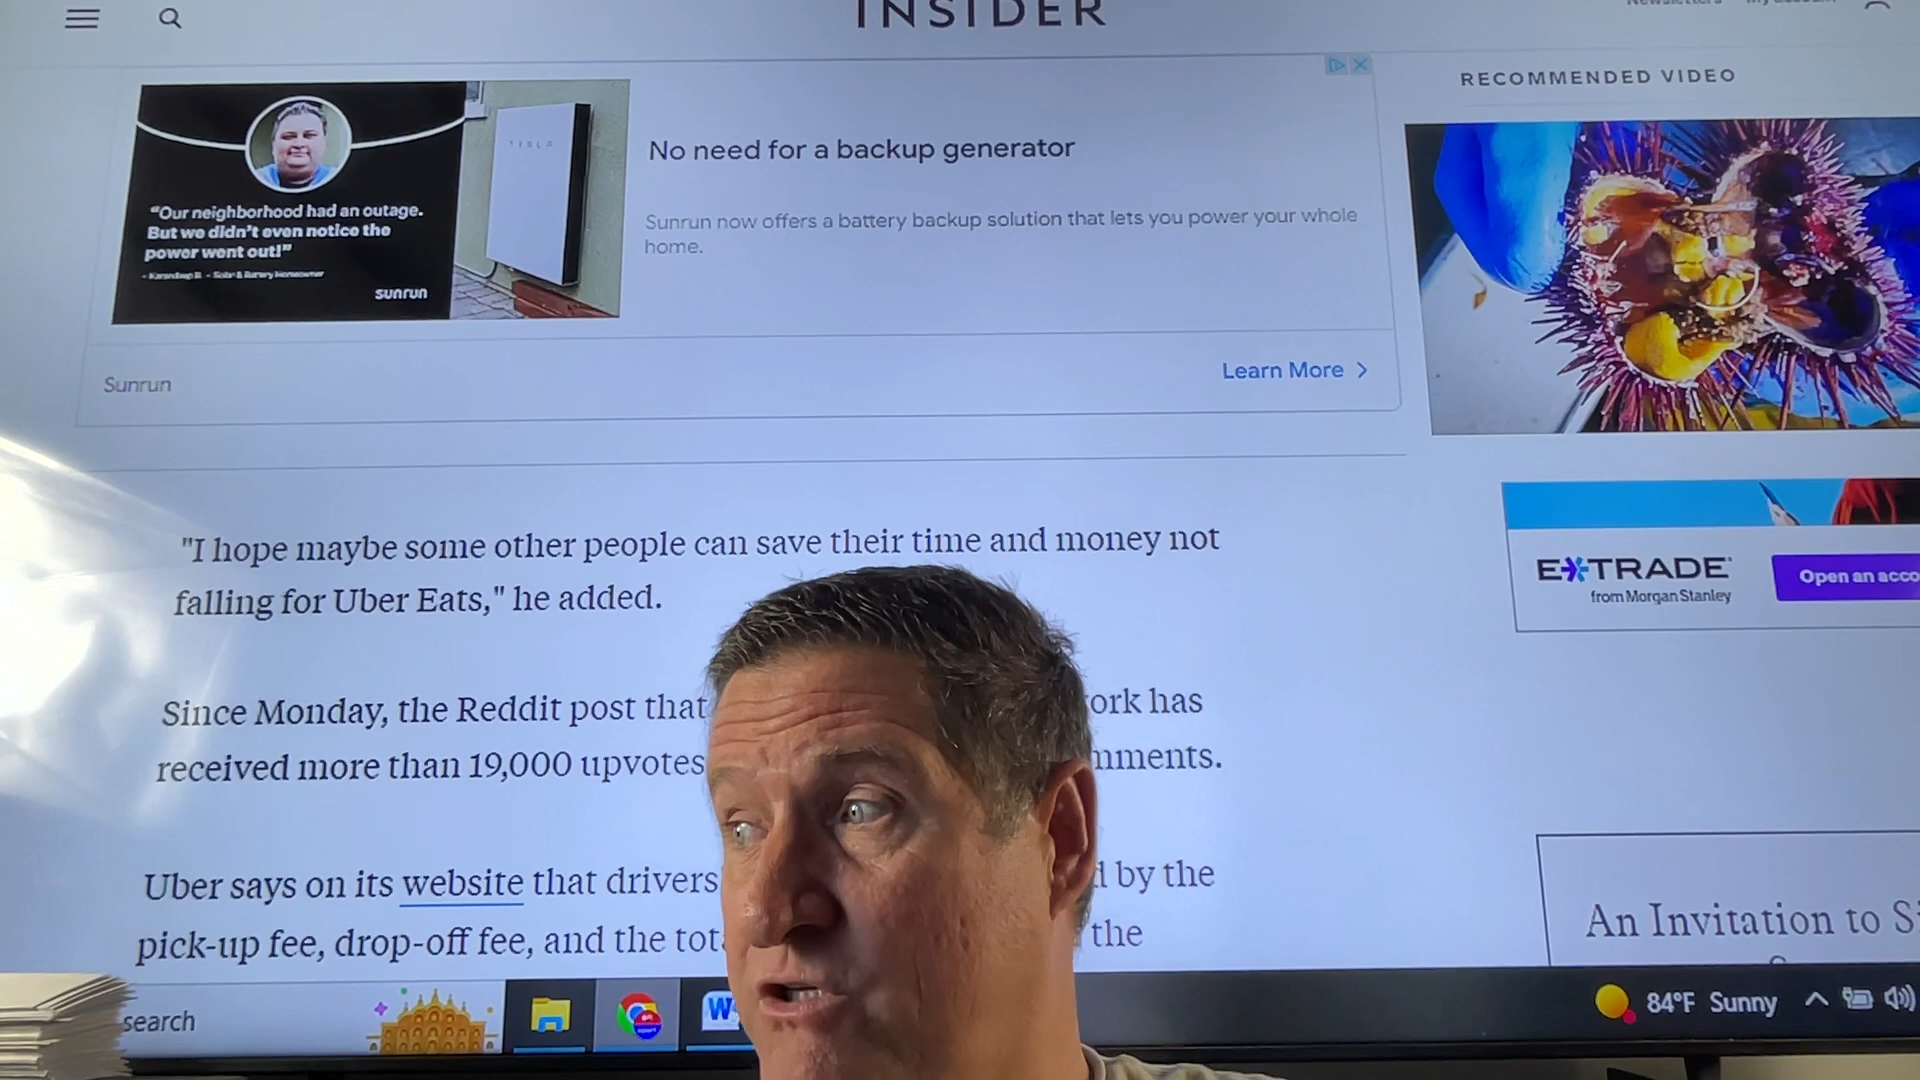 INSIDER
RECOMMENDED VIDEO
"Our neighborhood had an outage.
But we didn't even notice the
power went out!"
sunrun
TESLA
No need for a backup generator
Sunrun now offers a battery backup solution that lets you power your whole
home.
Sunrun
Learn More >
E*TRADE
from Morgan Stanley
Open an acco
"I hope maybe some other people can save their time and money not
falling for Uber Eats," he added.
Since Monday, the Reddit post that ork has
received more than 19,000 upvotes mments.
Uber says on its website that drivers d by the
pick-up fee, drop-off fee, and the tot the
An Invitation to S
search
W
84°F Sunny